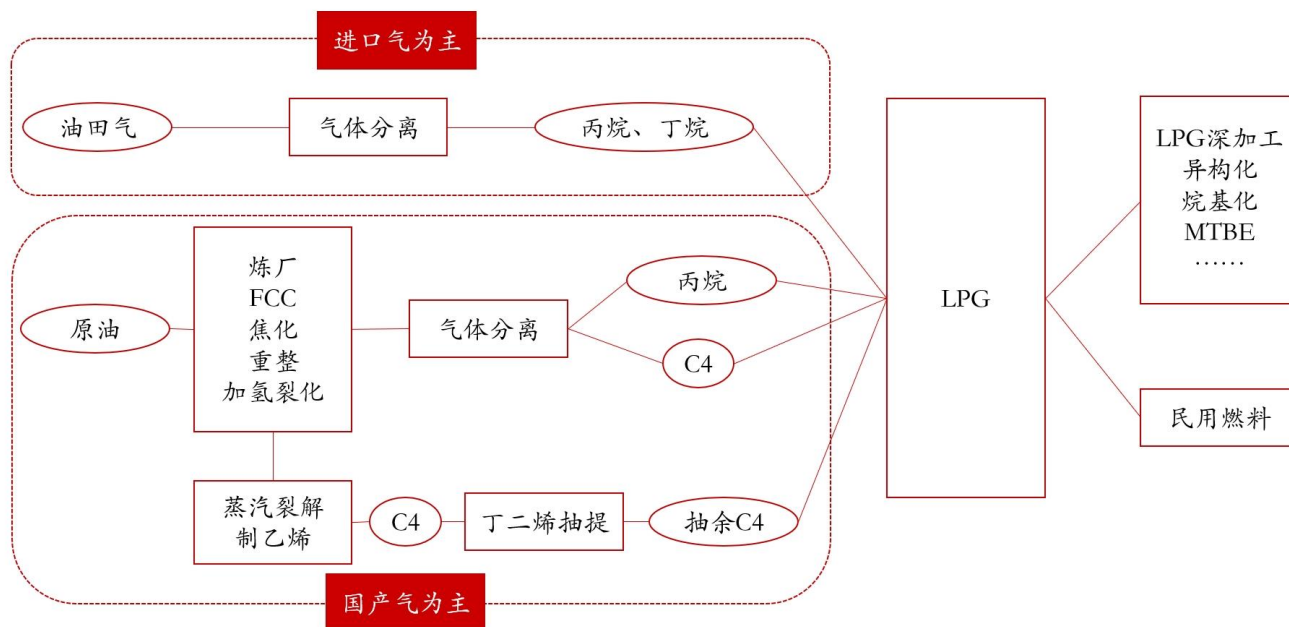 进口气为主
油田气
气体分离
丙烷、丁烷
原油
炼厂
FCC
焦化
重整
加氢裂化
气体分离
丙烷
C4
蒸汽裂解
制乙烯
C4
丁二烯抽提
抽余C4
国产气为主
LPG
LPG深加工
异构化
烷基化
MTBE
……
民用燃料